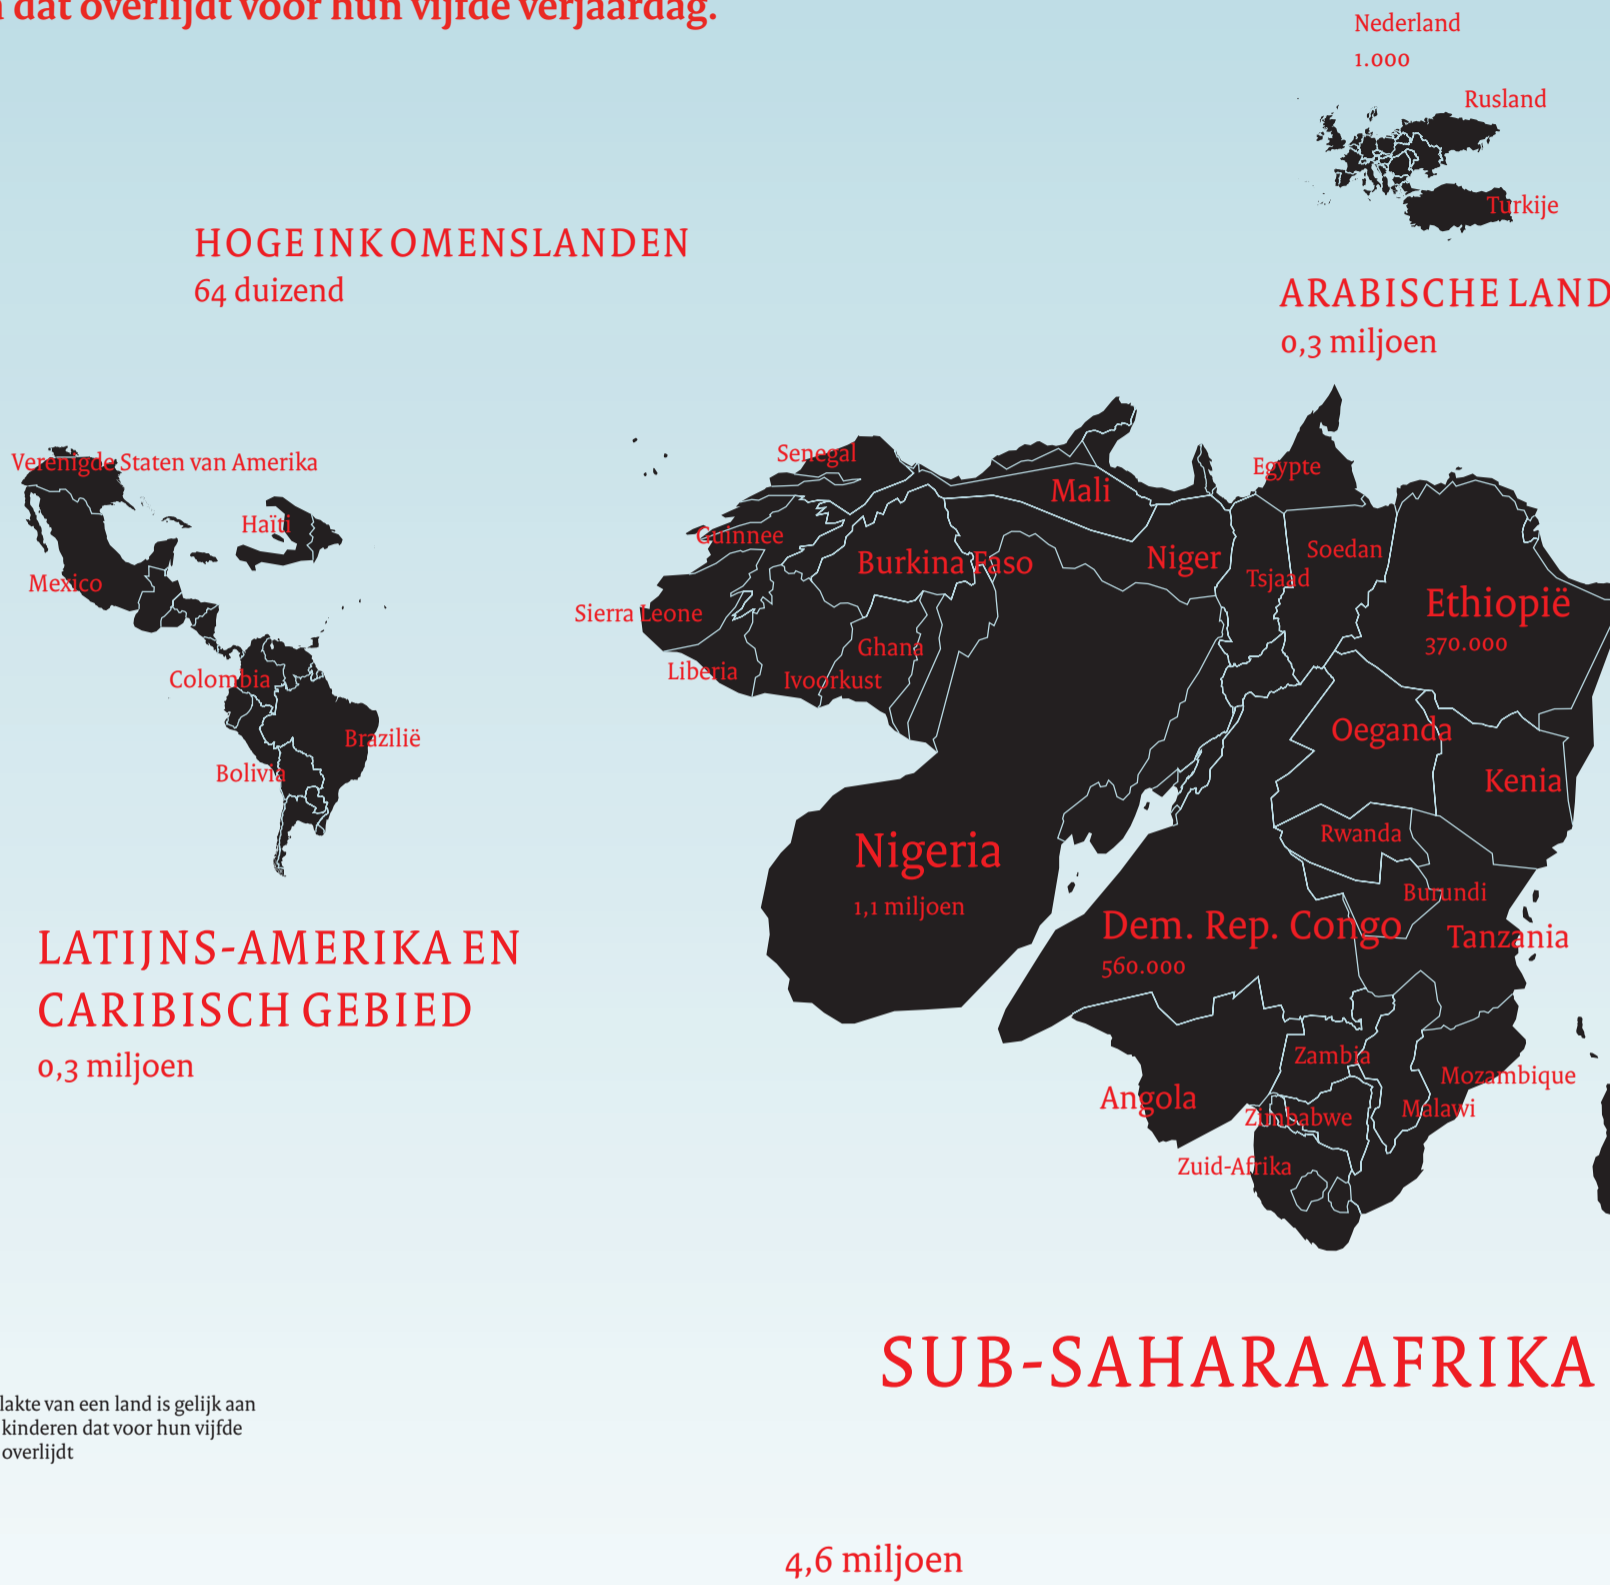 dat overlijdt voor hun vijfde verjaardag.
Nederland
1.000
Rusland
Turkije
HOGE INKOMENSLANDEN
64 duizend
ARABISCHE LAND
0,3 miljoen
Verenigde Staten van Amerika
Haïti
Mexico
Colombia
Brazilië
Bolivia
LATIJNS-AMERIKA EN
CARIBISCH GEBIED
0,3 miljoen
Senegal
Mali
Egypte
Guinnee
Burkina Faso
Niger
Tsjaad
Soedan
Ethiopië
370.000
Sierra Leone
Liberia
Ivoorkust
Ghana
Oeganda
Kenia
Rwanda
Burundi
Tanzania
Nigeria
1,1 miljoen
Dem. Rep. Congo
560.000
Angola
Zambia
Mozambique
Malawi
Zimbabwe
Zuid-Afrika
SUB-SAHARA AFRIKA
4,6 miljoen
lakte van een land is gelijk aan
kinderen dat voor hun vijfde
overlijdt